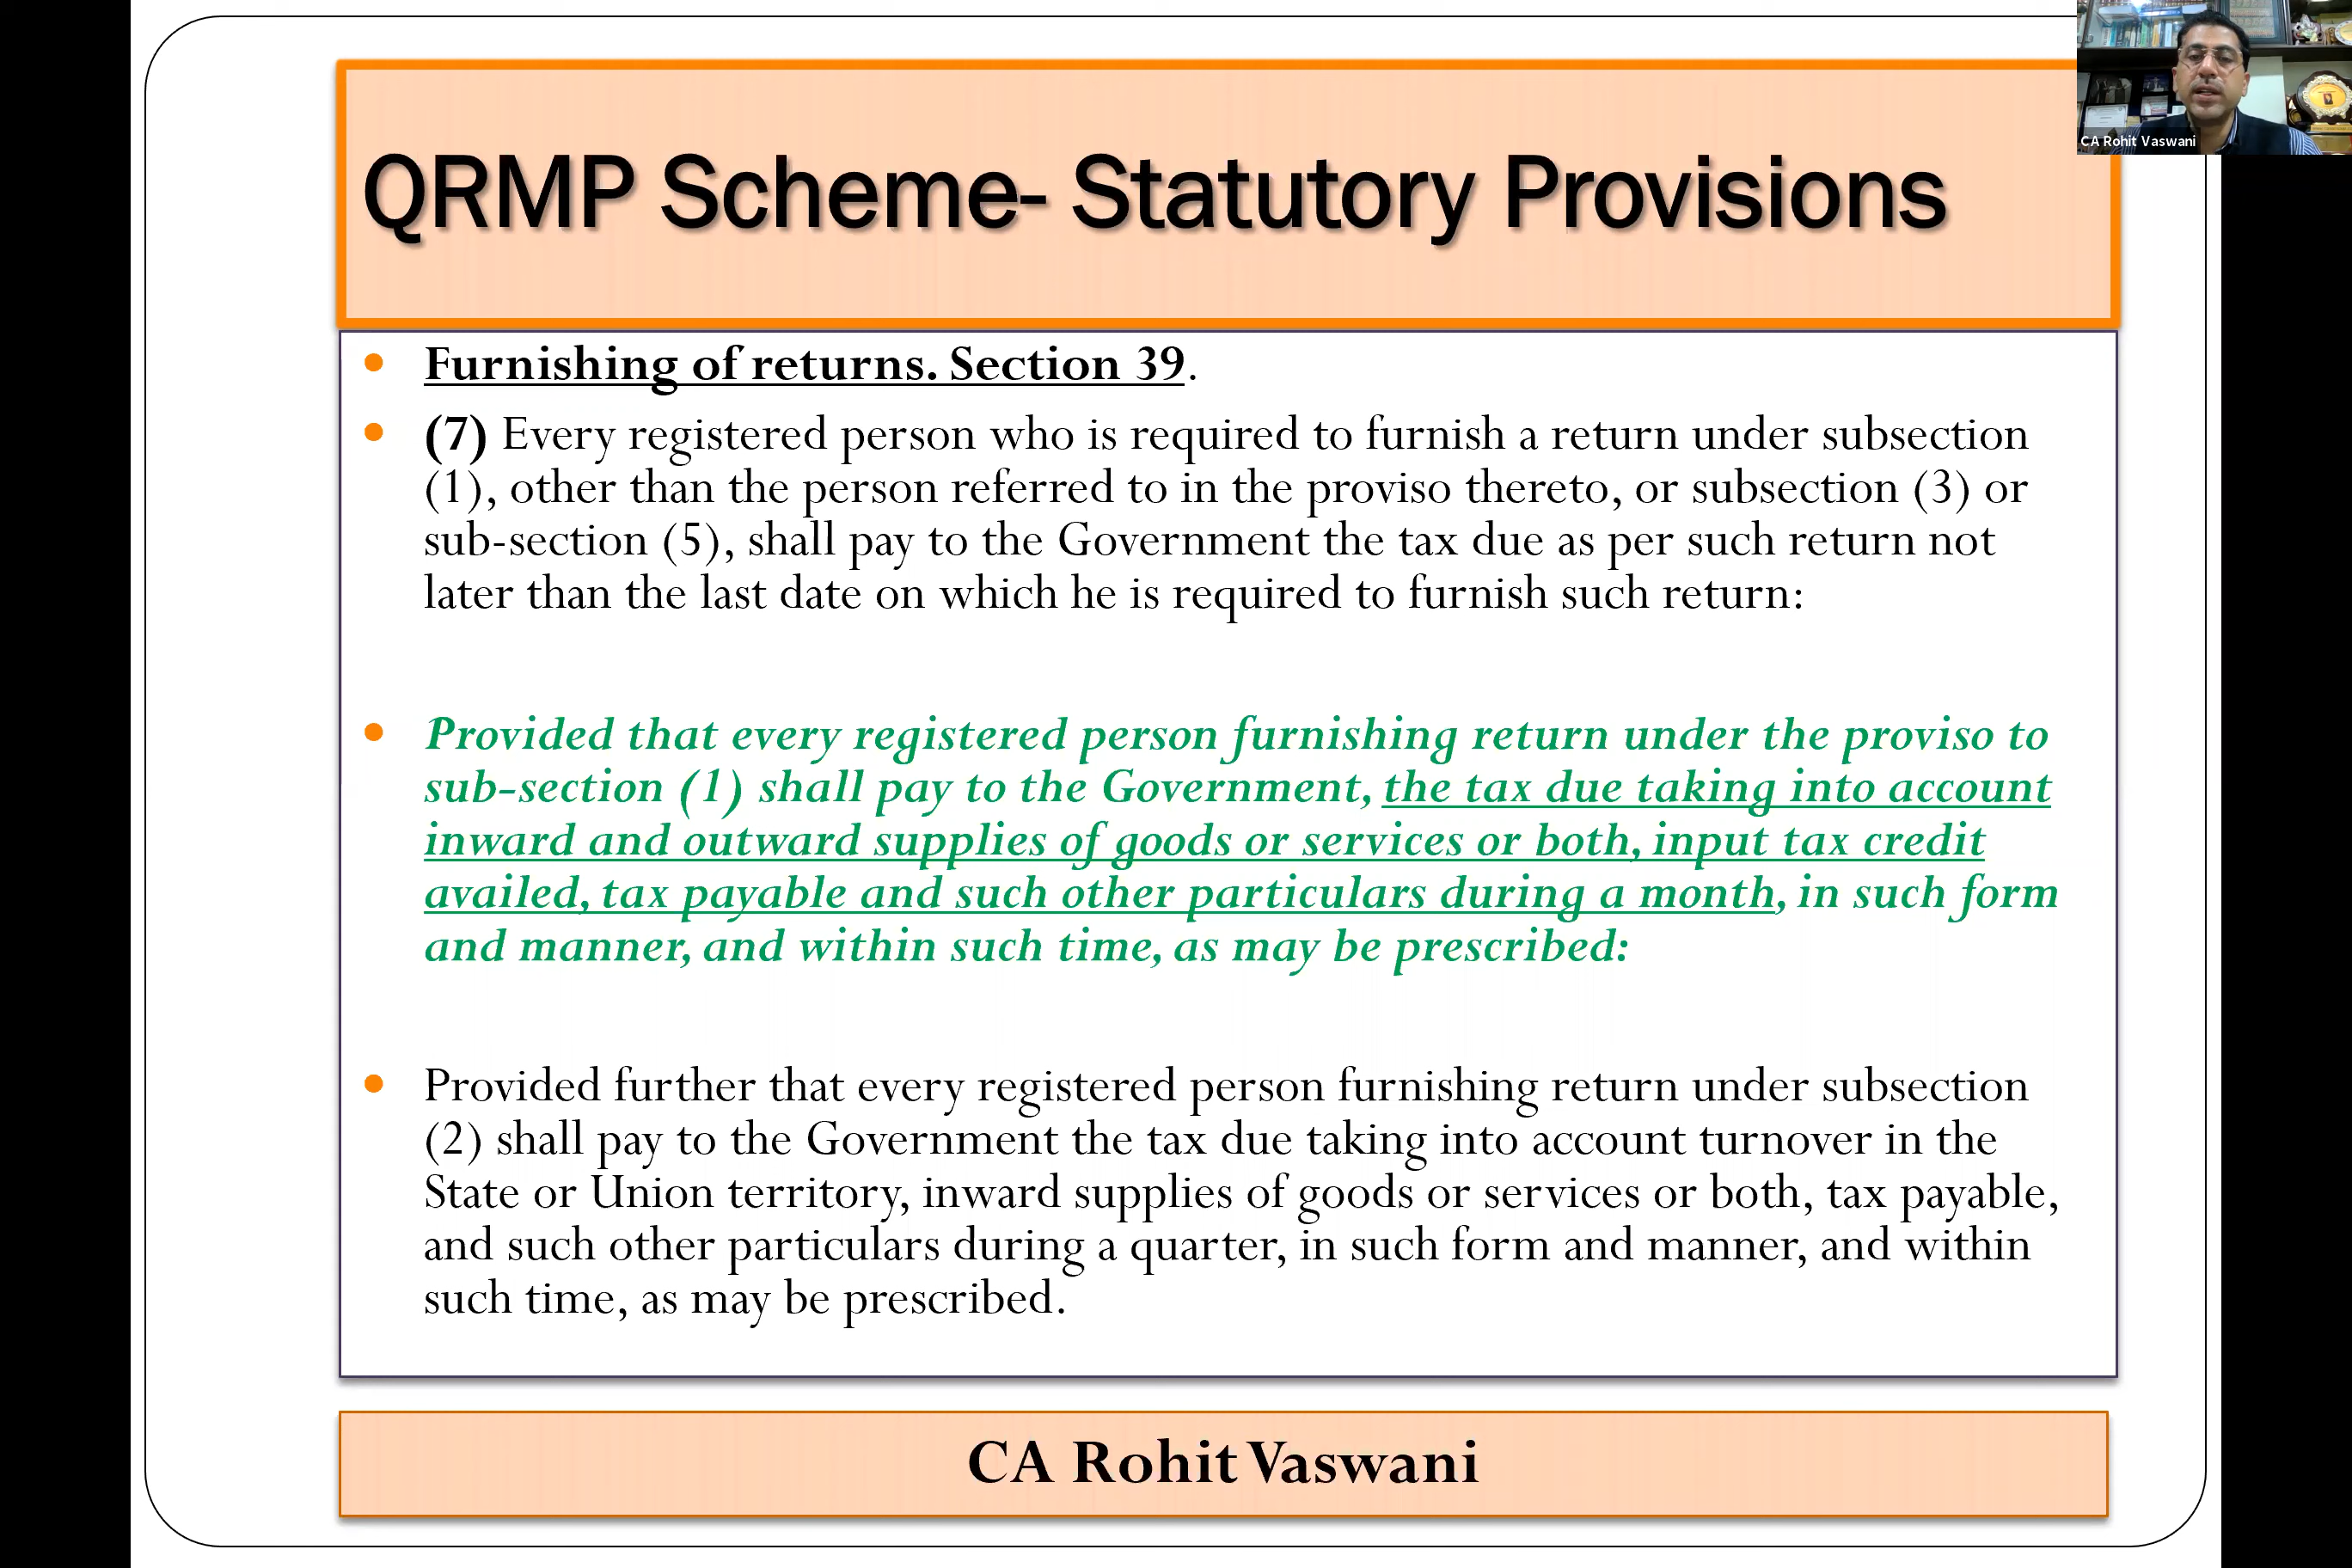 CA Rohit Vaswani
QRMP Scheme- Statutory Provisions
• Furnishing of returns. Section 39.
• (7) Every registered person who is required to furnish a return under subsection
(1), other than the person referred to in the proviso thereto, or subsection (3) or
sub-section (5), shall pay to the Government the tax due as per such return not
later than the last date on which he is required to furnish such return:
• Provided that every registered person furnishing return under the proviso to
sub-section (1) shall pay to the Government, the tax due taking into account
inward and outward supplies of goods or services or both, input tax credit
availed, tax payable and such other particulars during a month, in such form
and manner, and within such time, as may be prescribed:
• Provided further that every registered person furnishing return under subsection
(2) shall pay to the Government the tax due taking into account turnover in the
State or Union territory, inward supplies of goods or services or both, tax payable,
and such other particulars during a quarter, in such form and manner, and within
such time, as may be prescribed.
CA Rohit Vaswani